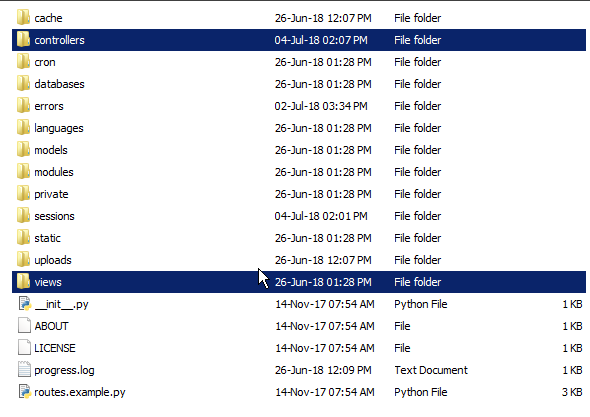 cache 26-Jun-18 12:07 PM File folder
controllers 04-Jul-18 02:07 PM File folder
cron 26-Jun-18 01:28 PM File folder
databases 26-Jun-18 01:28 PM File folder
errors 02-Jul-18 03:34 PM File folder
languages 26-Jun-18 01:28 PM File folder
models 26-Jun-18 01:28 PM File folder
modules 26-Jun-18 01:28 PM File folder
private 26-Jun-18 01:28 PM File folder
sessions 04-Jul-18 02:01 PM File folder
static 26-Jun-18 01:28 PM File folder
uploads 26-Jun-18 12:07 PM File folder
views 26-Jun-18 01:28 PM File folder
__init__.py 14-Nov-17 07:54 AM Python File 1 KB
ABOUT 14-Nov-17 07:54 AM File 1 KB
LICENSE 14-Nov-17 07:54 AM File 1 KB
progress.log 26-Jun-18 12:09 PM Text Document 1 KB
routes.example.py 14-Nov-17 07:54 AM Python File 3 KB